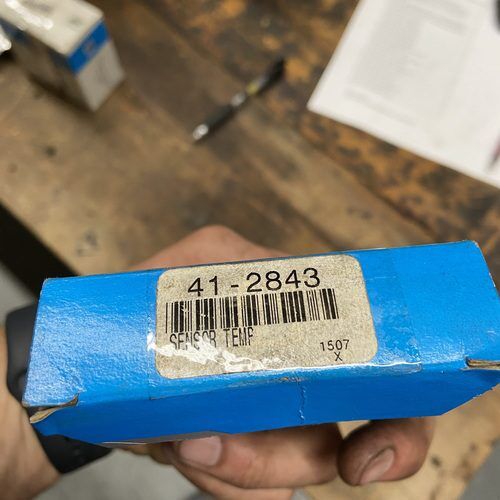 41-2843
SENSOR TEMP
1507
X